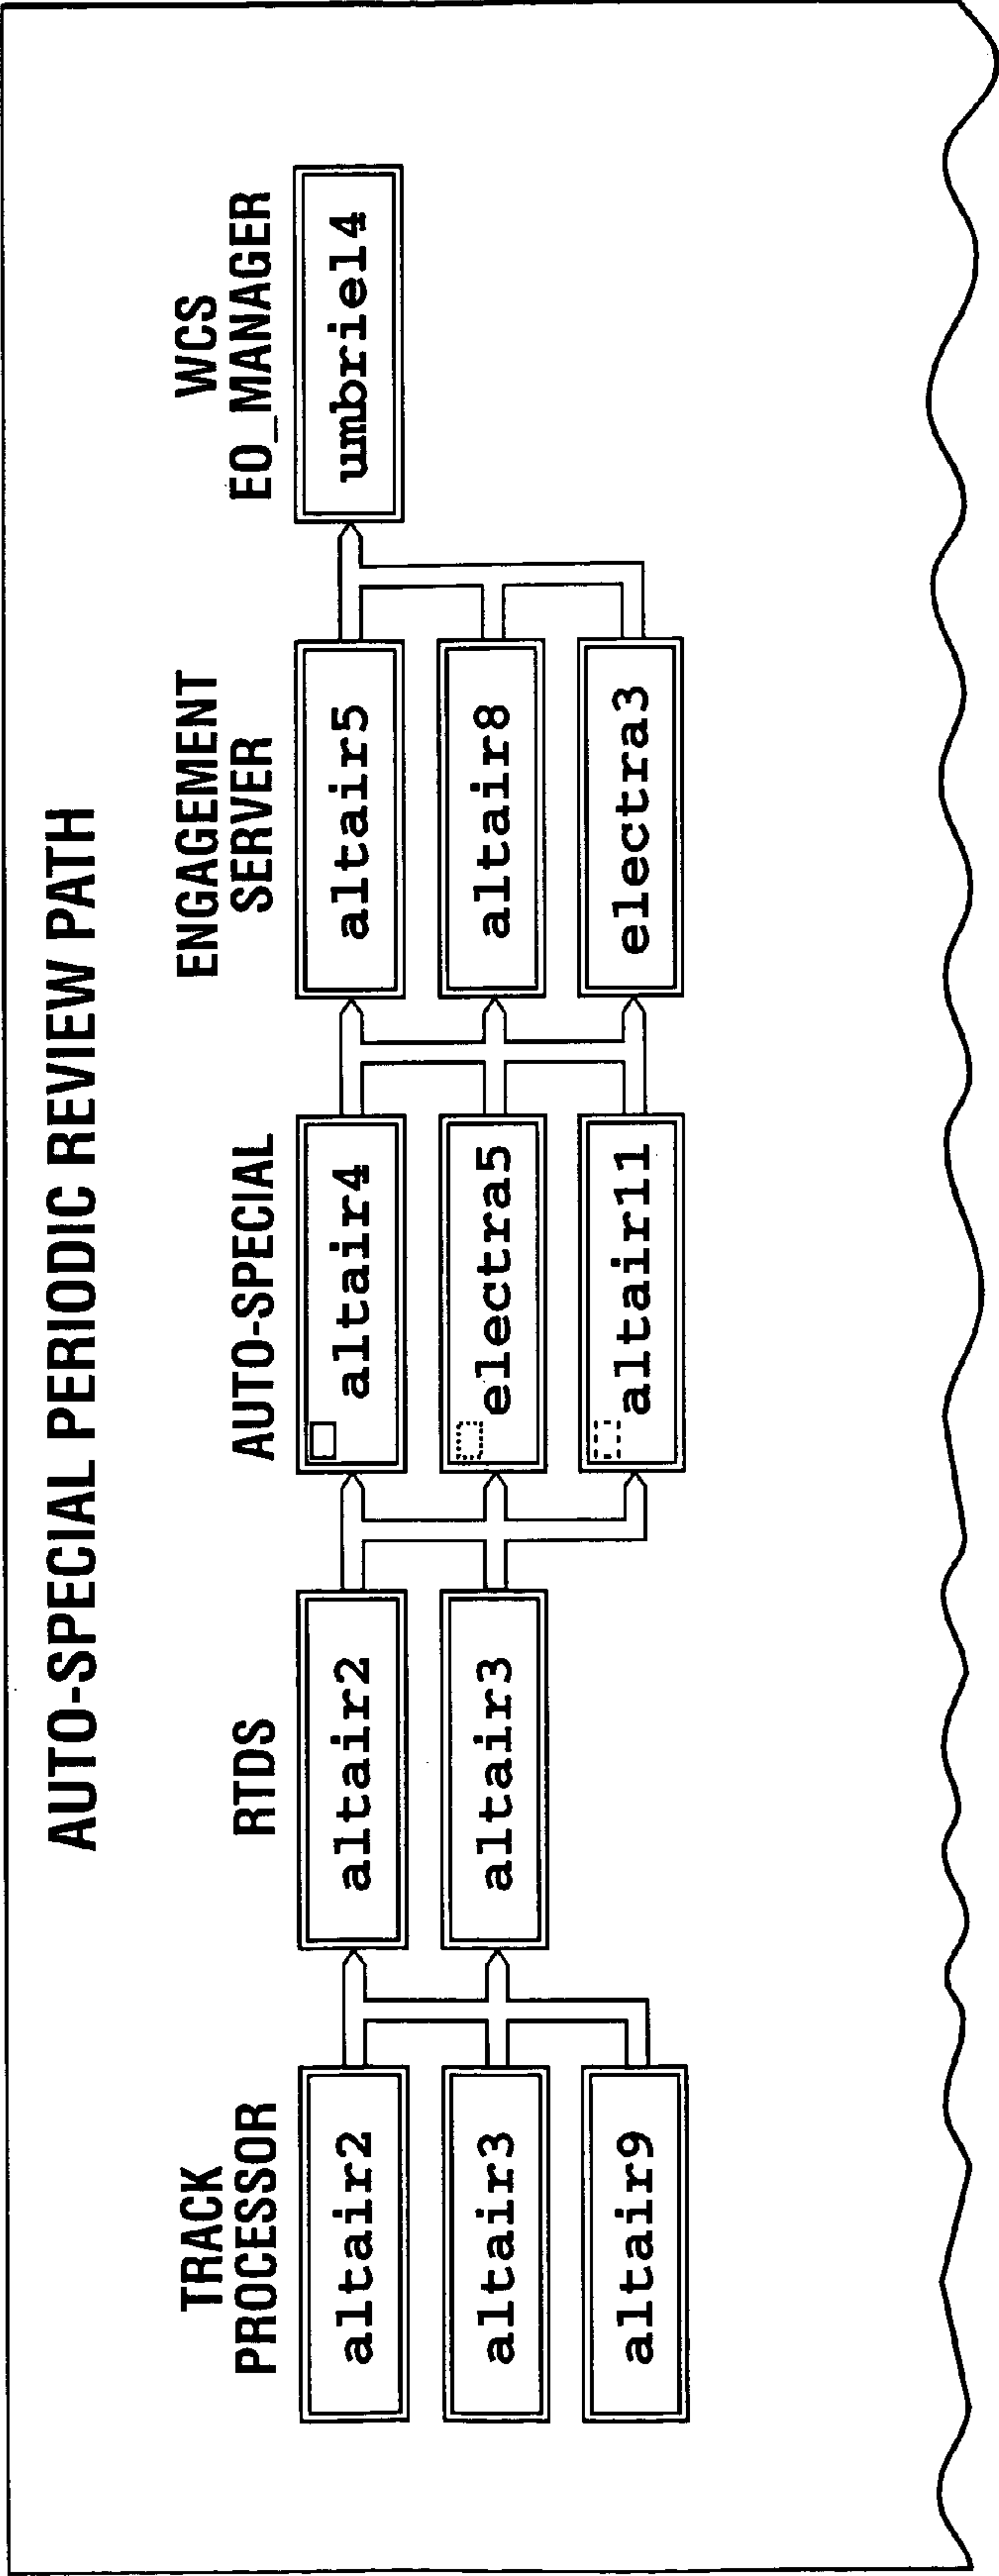 AUTO-SPECIAL PERIODIC REVIEW PATH
TRACK
PROCESSOR
altair2
altair3
altair9
RTDS
altair2
altair3
AUTO-SPECIAL
altair4
electra5
altair11
ENGAGEMENT
SERVER
altair5
altair8
electra3
WCS
EO_MANAGER
umbriel4